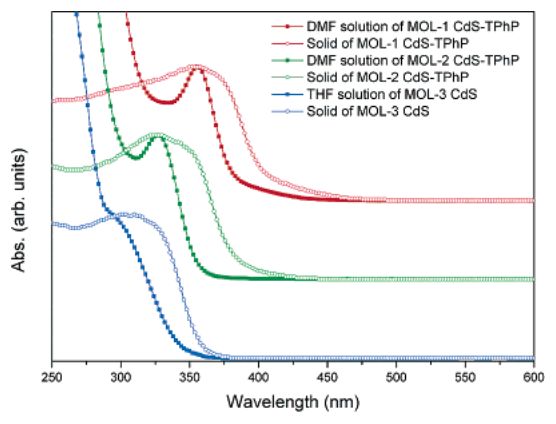 DMF solution of MOL-1 CdS-TPhP
Solid of MOL-1 CdS-TPhP
DMF solution of MOL-2 CdS-TPhP
Solid of MOL-2 CdS-TPhP
THF solution of MOL-3 CdS
Solid of MOL-3 CdS
Abs. (arb. units)
250 300 350 400 450 500 550 600
Wavelength (nm)